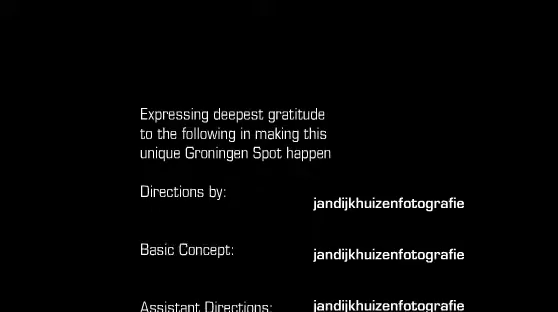 Expressing deepest gratitude
to the following in making this
unique Groningen Spot happen
Directions by:
jandijkhuizenfotografie
Basic Concept:
jandijkhuizenfotografie
Assistant Directions:
jandijkhuizenfotografie